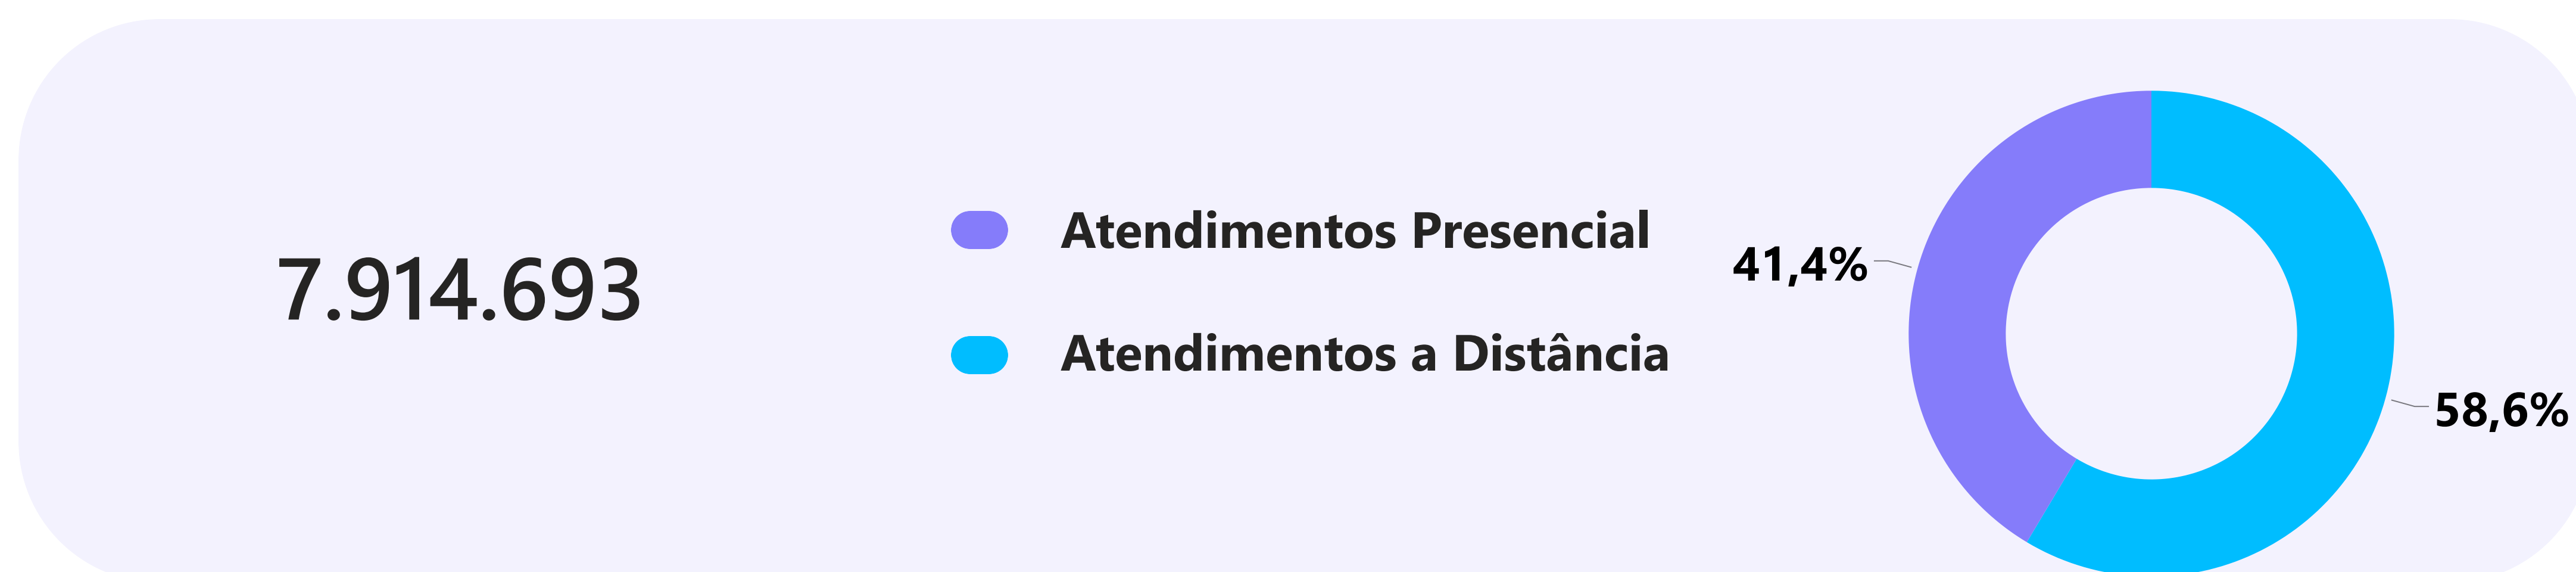 7.914.693
Atendimentos Presencial
Atendimentos a Distância
41,4%
58,6%